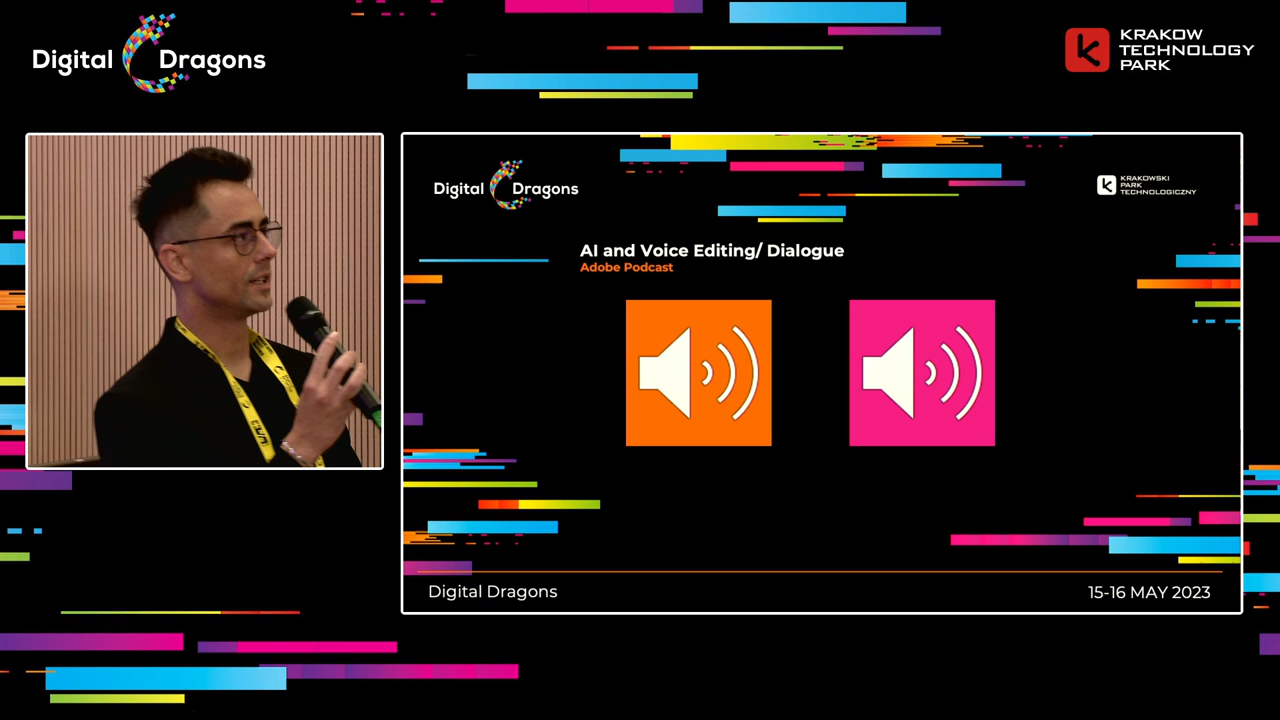 Digital Dragons
KRAKOW
TECHNOLOGY
PARK
Digital Dragons
KRAKOWSKI
PARK
TECHNOLOGICZNY
AI and Voice Editing/ Dialogue
Adobe Podcast
Digital Dragons
15-16 MAY 2023